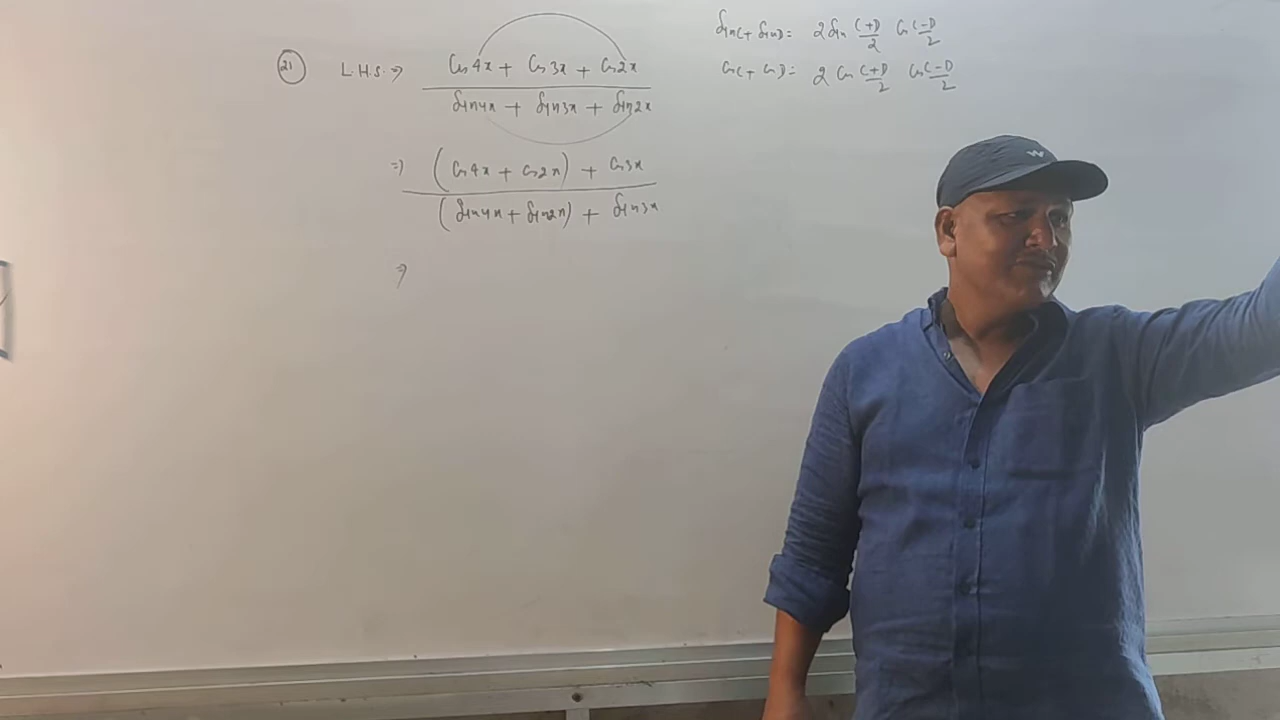 (21) L.H.S. ⇒ Cos4x + Cos3x + Cos2x
Sin4x + Sin3x + Sin2x
⇒ (Cos4x + Cos2x) + Cos3x
(Sin4x + Sin2x) + Sin3x
⇒
SinC + SinD = 2 Sin C+D/2 Cos C-D/2
CosC + CosD = 2 Cos C+D/2 Cos C-D/2
W